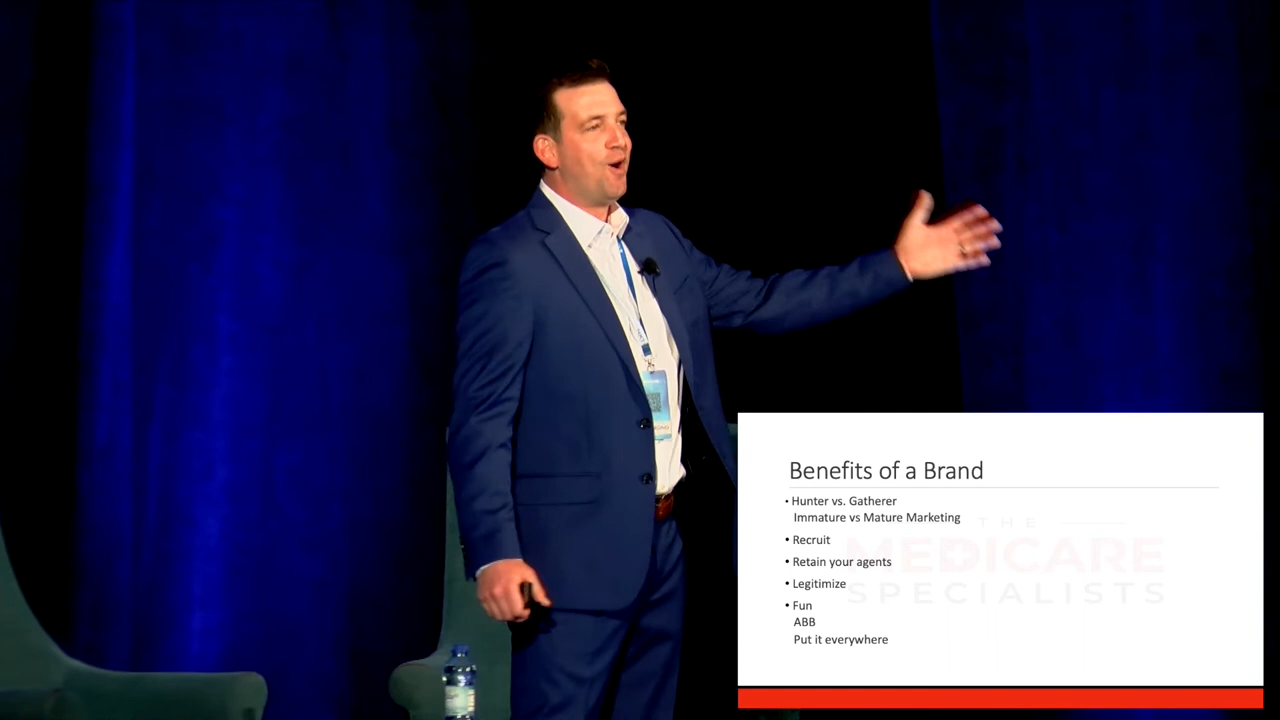 Benefits of a Brand
• Hunter vs. Gatherer
Immature vs Mature Marketing
THE
MEDICARE
SPECIALISTS
• Recruit
• Retain your agents
• Legitimize
• Fun
ABB
Put it everywhere